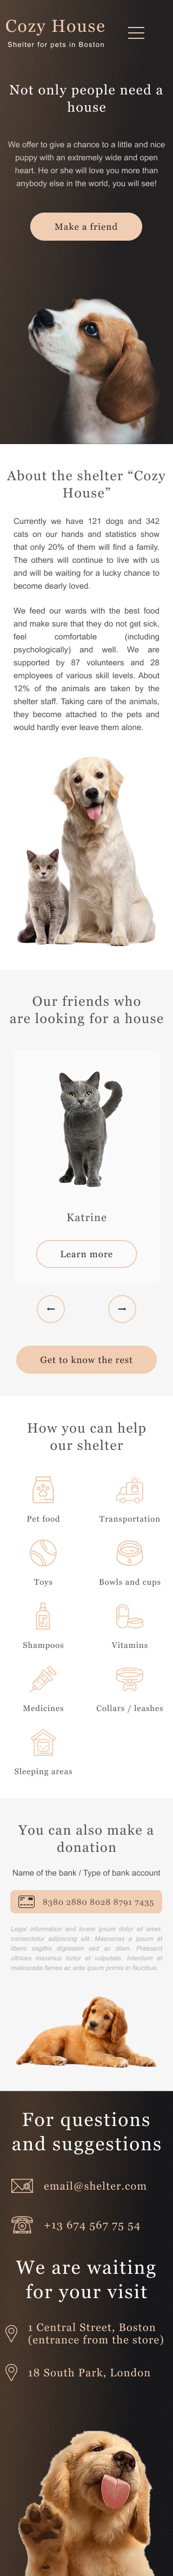 Cozy House
Shelter for pets in Boston
Not only people need a
house
We offer to give a chance to a little and nice
puppy with an extremely wide and open
heart. He or she will love you more than
anybody else in the world, you will see!
Make a friend
About the shelter “Cozy
House”
Currently we have 121 dogs and 342
cats on our hands and statistics show
that only 20% of them will find a family.
The others will continue to live with us
and will be waiting for a lucky chance to
become dearly loved.
We feed our wards with the best food
and make sure that they do not get sick,
feel comfortable (including
psychologically) and well. We are
supported by 87 volunteers and 28
employees of various skill levels. About
12% of the animals are taken by the
shelter staff. Taking care of the animals,
they become attached to the pets and
would hardly ever leave them alone.
Our friends who
are looking for a house
Katrine
Learn more
Get to know the rest
How you can help
our shelter
Pet food
Transportation
Toys
Bowls and cups
Shampoos
Vitamins
Medicines
Collars / leashes
Sleeping areas
You can also make a
donation
Name of the bank / Type of bank account
8380 2880 8028 8791 7435
Legal information and lorem ipsum dolor sit amet,
consectetur adipiscing elit. Maecenas a ipsum at
libero sagittis dignissim sed ac diam. Praesent
ultrices maximus tortor et vulputate. Interdum et
malesuada fames ac ante ipsum primis in faucibus.
For questions
and suggestions
email@shelter.com
+13 674 567 75 54
We are waiting
for your visit
1 Central Street, Boston
(entrance from the store)
18 South Park, London